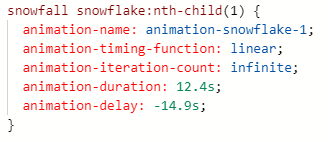 snowfall snowflake:nth-child(1) {
  animation-name: animation-snowflake-1;
  animation-timing-function: linear;
  animation-iteration-count: infinite;
  animation-duration: 12.4s;
  animation-delay: -14.9s;
}